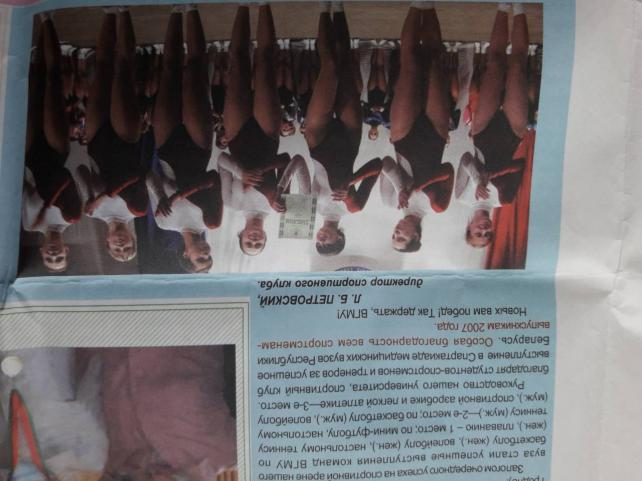 Залогом очередного успеха на спортивной арене нашего
вуза стали успешные выступления команд ВГМУ по
баскетболу (жен.), волейболу (жен.), настольному теннису
(жен.), плаванию – 1 место; по мини-футболу, настольному
теннису (муж.)—2-е место; по баскетболу (муж.), волейболу
(муж.), спортивной аэробике и легкой атлетике—3-е место.
Руководство нашего университета, спортивный клуб
благодарят студентов-спортсменов и тренеров за успешное
выступление в Спартакиаде медицинских вузов Республики
Беларусь. Особая благодарность всем спортсменам-
выпускникам 2007 года.
Новых вам побед! Так держать, ВГМУ!
Л. Б. ПЕТРОВСКИЙ,
директор спортивного клуба.